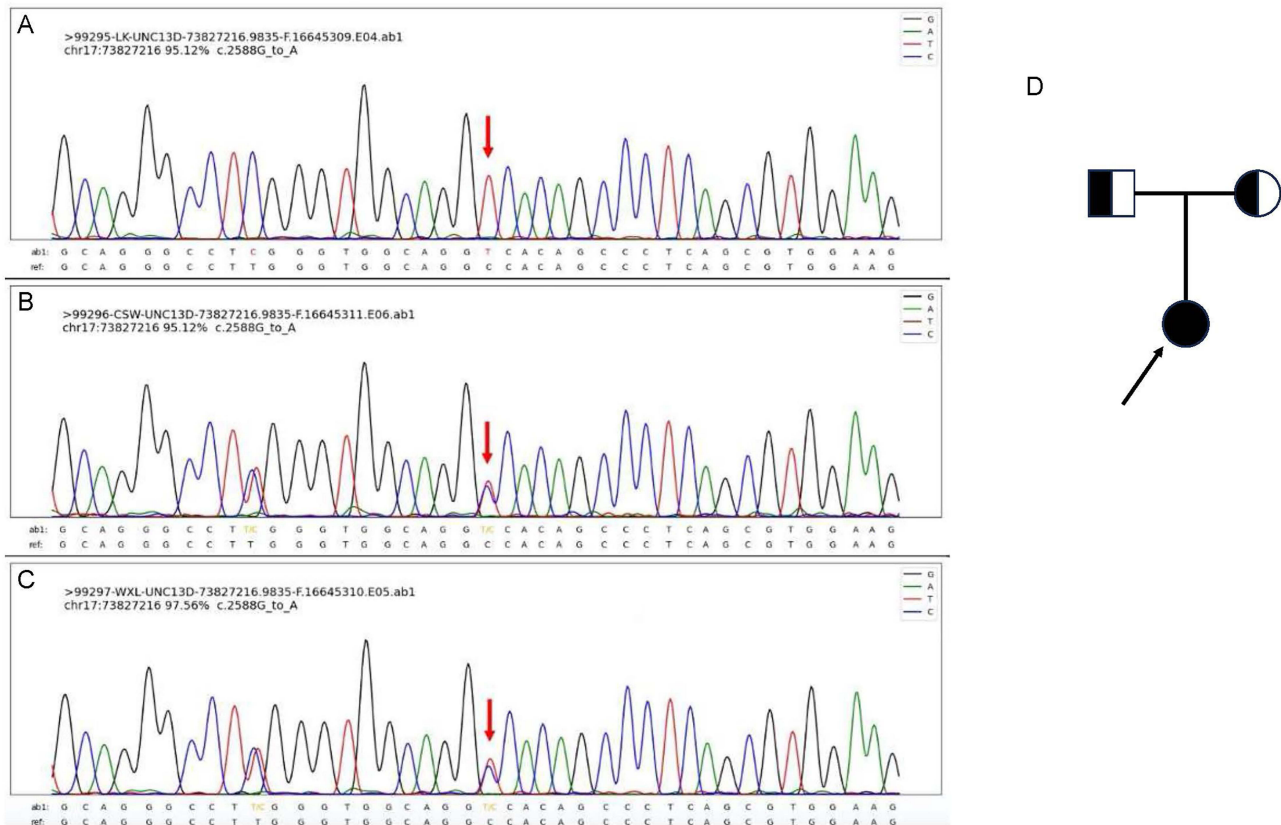 A
>99295-LK-UNC13D-73827216.9835-F.16645309.E04.ab1
chr17:73827216 95.12% c.2588G_to_A
G
A
T
C
ab1: G C A G G G C C T C G G G T G G C A G G T C A C A G C C C T C A G C G T G G A A G
ref: G C A G G G C C T T G G G T G G C A G G C C A C A G C C C T C A G C G T G G A A G
B
>99296-CSW-UNC13D-73827216.9835-F.16645311.E06.ab1
chr17:73827216 95.12% c.2588G_to_A
G
A
T
C
ab1: G C A G G G C C T T/C G G G T G G C A G G T/C C A C A G C C C T C A G C G T G G A A G
ref: G C A G G G C C T T G G G T G G C A G G C C A C A G C C C T C A G C G T G G A A G
C
>99297-WXL-UNC13D-73827216.9835-F.16645310.E05.ab1
chr17:73827216 97.56% c.2588G_to_A
G
A
T
C
ab1: G C A G G G C C T T/C G G G T G G C A G G T/C C A C A G C C C T C A G C G T G G A A G
ref: G C A G G G C C T T G G G T G G C A G G C C A C A G C C C T C A G C G T G G A A G
D